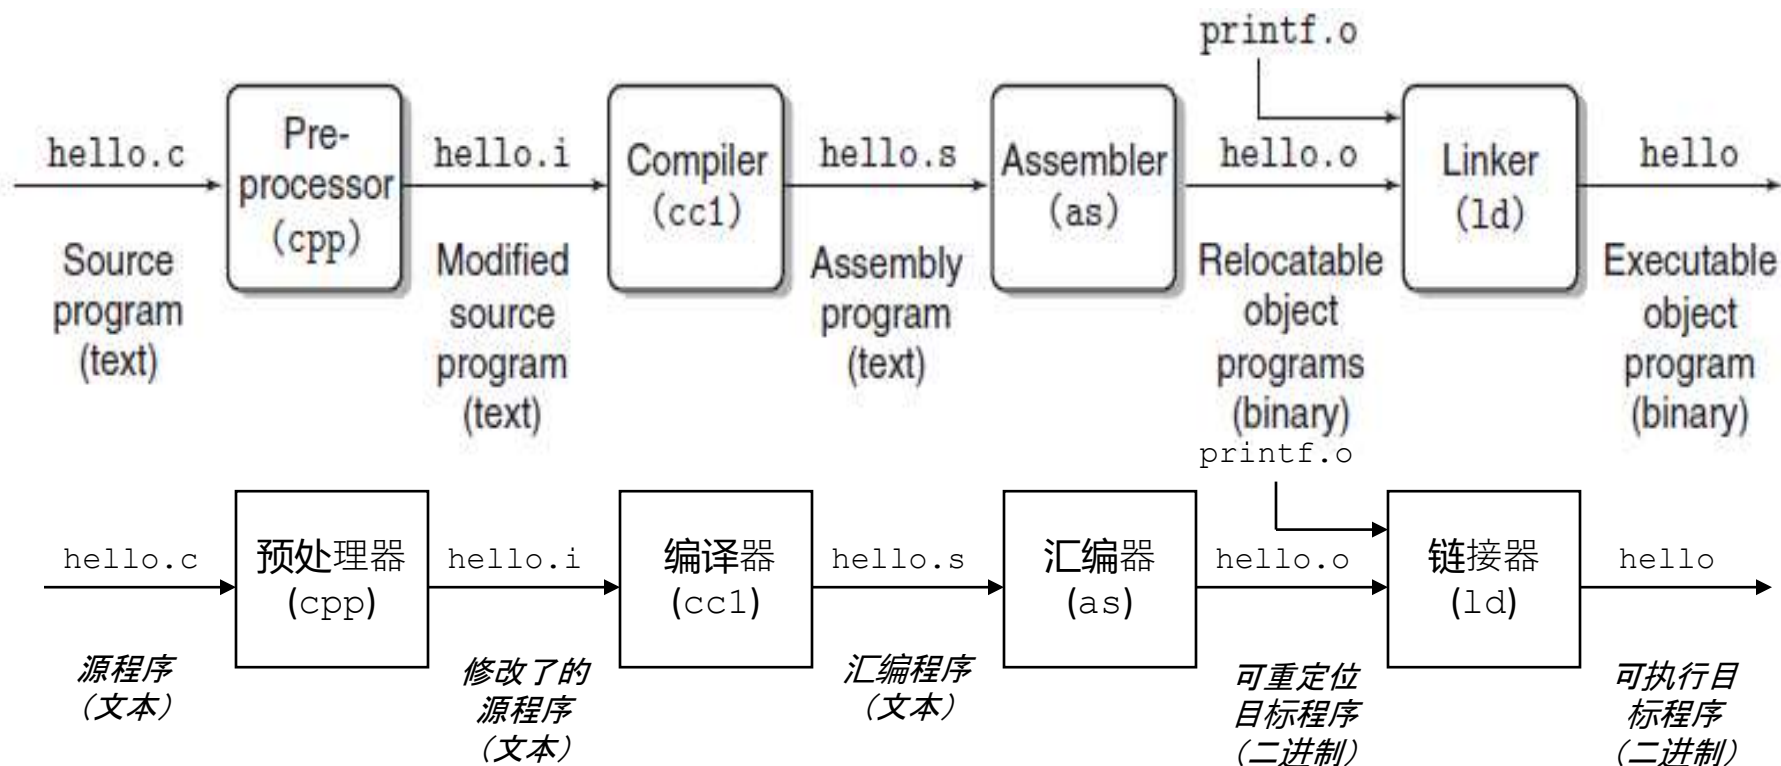 printf.o
hello.c
Pre-
processor
(cpp)
hello.i
Compiler
(cc1)
hello.s
Assembler
(as)
hello.o
Linker
(ld)
hello
Source
program
(text)
Modified
source
program
(text)
Assembly
program
(text)
Relocatable
object
programs
(binary)
Executable
object
program
(binary)
printf.o
hello.c
预处理器
(cpp)
hello.i
编译器
(cc1)
hello.s
汇编器
(as)
hello.o
链接器
(ld)
hello
源程序
（文本）
修改了的
源程序
（文本）
汇编程序
（文本）
可重定位
目标程序
（二进制）
可执行目
标程序
（二进制）